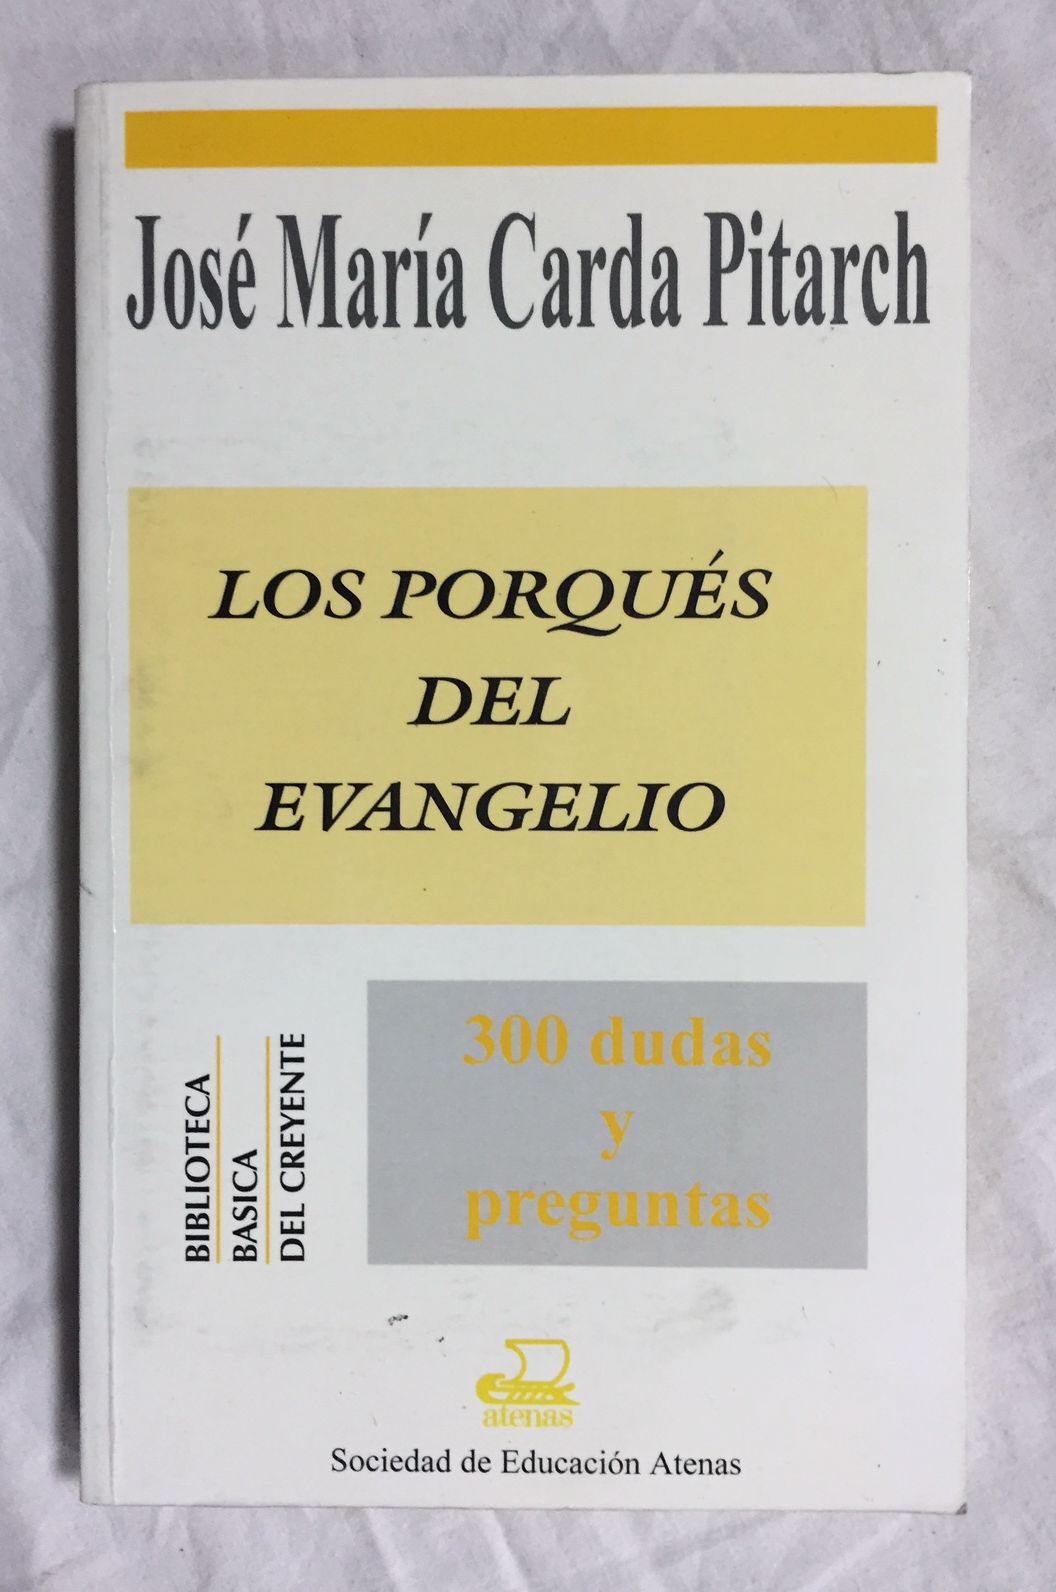 José María Carda Pitarch
LOS PORQUÉS
DEL
EVANGELIO
300 dudas
y
preguntas
BIBLIOTECA
BASICA
DEL CREYENTE
atenas
Sociedad de Educación Atenas